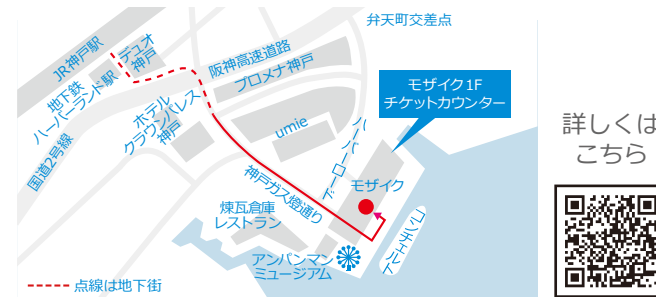 弁天町交差点
JR神戸駅
デュオ
神戸
阪神高速道路
プロメナ神戸
地下鉄
ハーバーランド駅
モザイク1F
チケットカウンター
ホテル
クラウンパレス
神戸
国道2号線
umie
ハーバーロード
詳しくは
こちら
神戸ガス燈通り
モザイク
煉瓦倉庫
レストラン
コンチェルト
アンパンマン
ミュージアム
点線は地下街